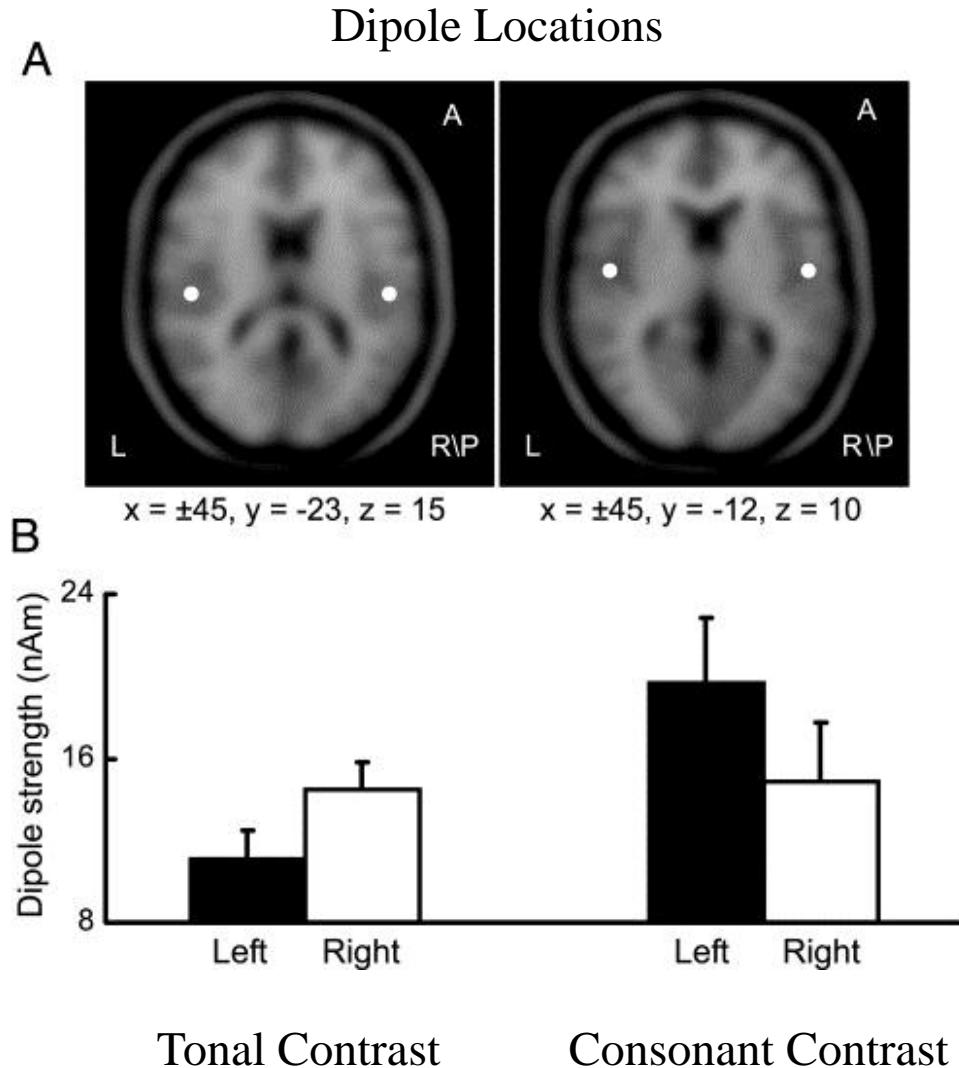 Dipole Locations
A
A
A
L
R\P
L
R\P
x = ±45, y = -23, z = 15
x = ±45, y = -12, z = 10
B
Dipole strength (nAm)
24
16
8
Left
Right
Left
Right
Tonal Contrast
Consonant Contrast